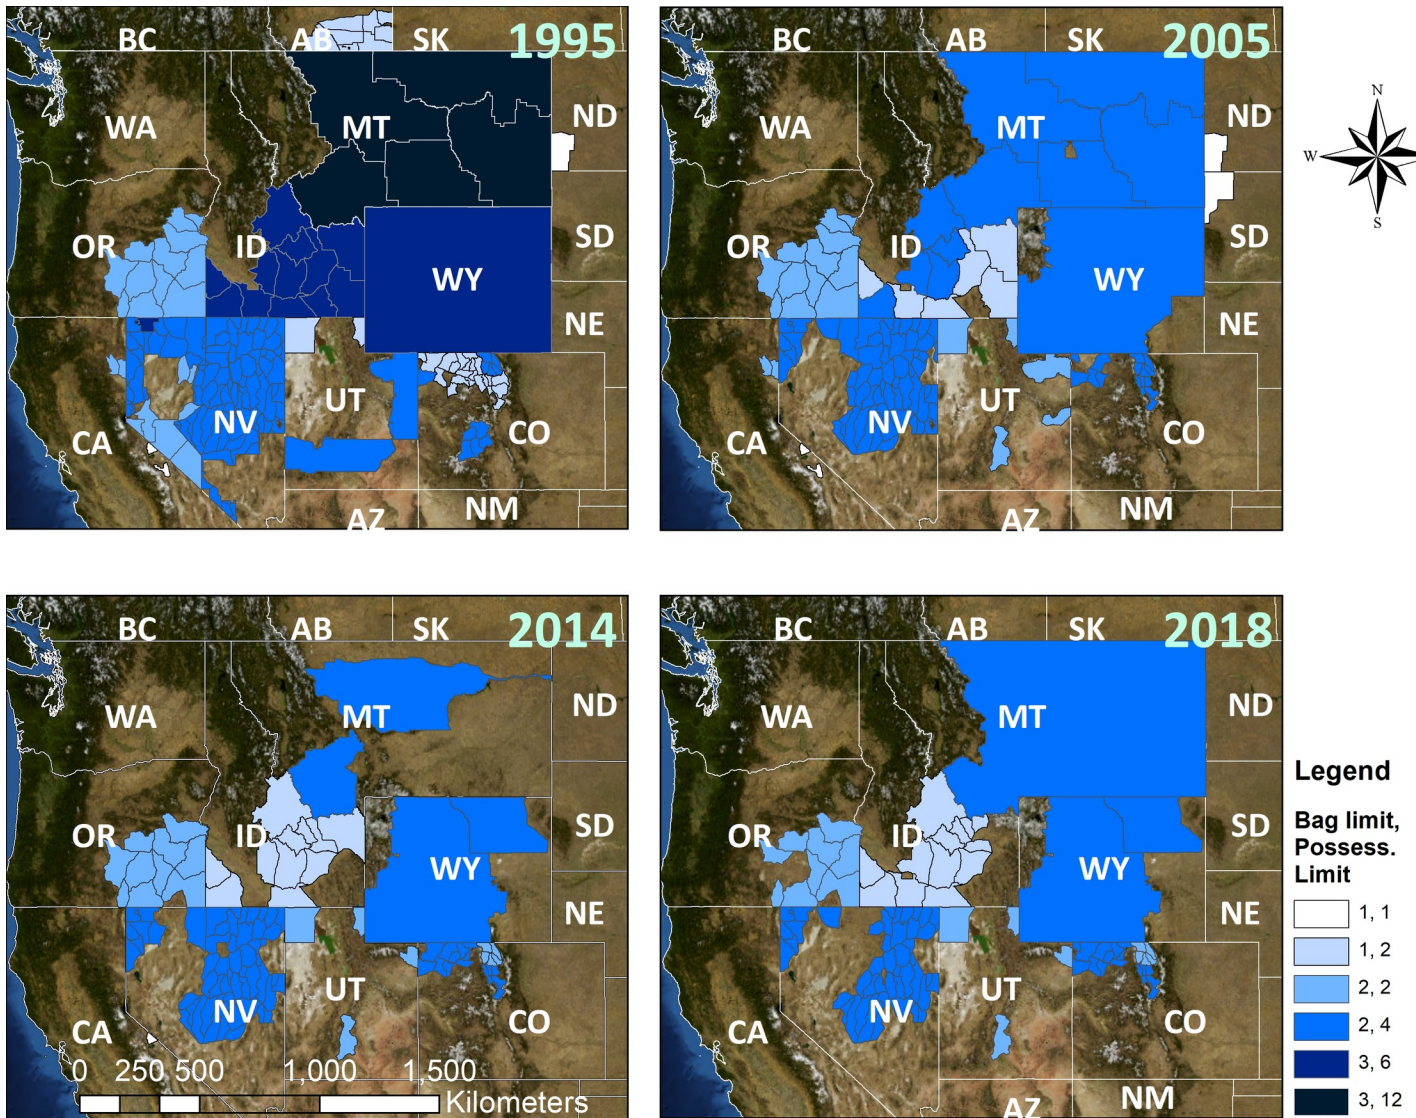 BC AB SK 1995
WA MT ND
OR ID SD
WY
NE
UT
NV CO
CA
NM
AZ
BC AB SK 2005
WA MT ND
OR ID SD
WY
NE
UT
NV CO
CA
NM
AZ
N
W
S
BC AB SK 2014
WA MT ND
OR ID SD
WY
NE
UT
NV CO
CA
0 250 500 1,000 1,500
Kilometers
BC AB SK 2018
WA MT ND
OR ID SD
WY
NE
UT
NV CO
CA
NM
AZ
Legend
Bag limit,
Possess.
Limit
1, 1
1, 2
2, 2
2, 4
3, 6
3, 12